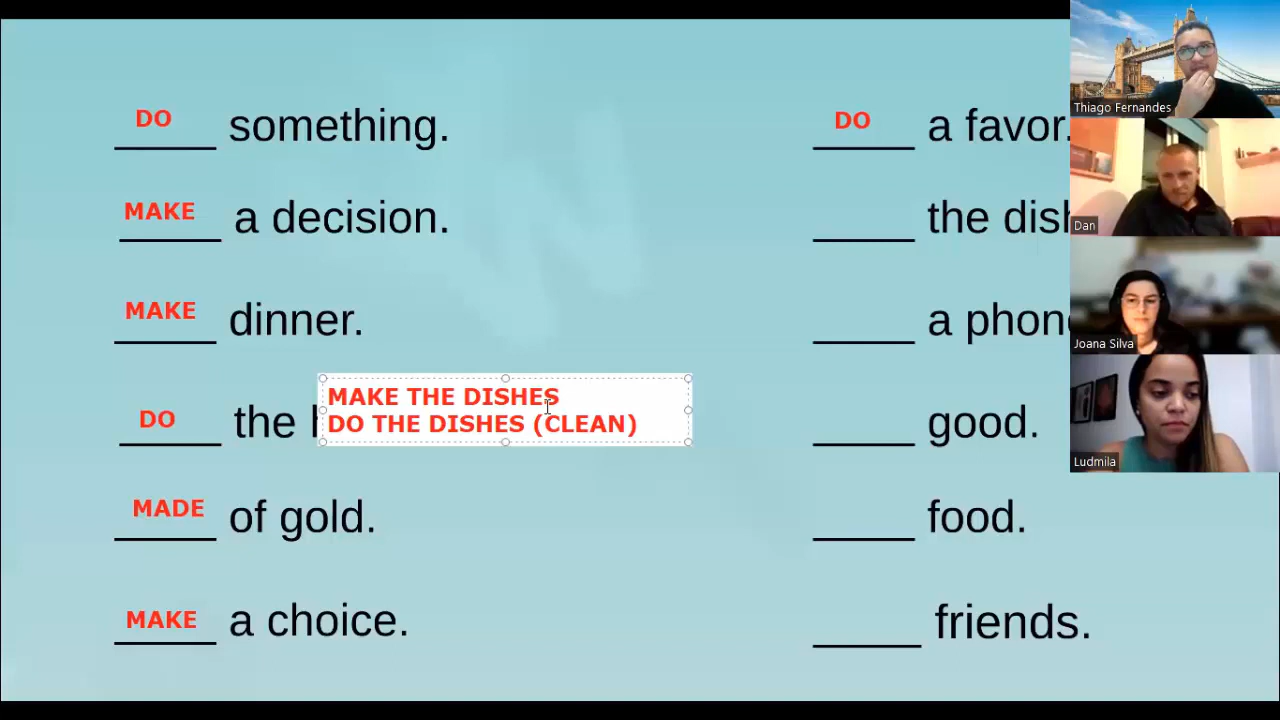 DO something.
MAKE a decision.
MAKE dinner.
DO the
MAKE THE DISHES
DO THE DISHES (CLEAN)
MADE of gold.
MAKE a choice.
DO a favor.
the dish
a phon
good.
food.
friends.
Thiago Fernandes
Dan
Joana Silva
Ludmila